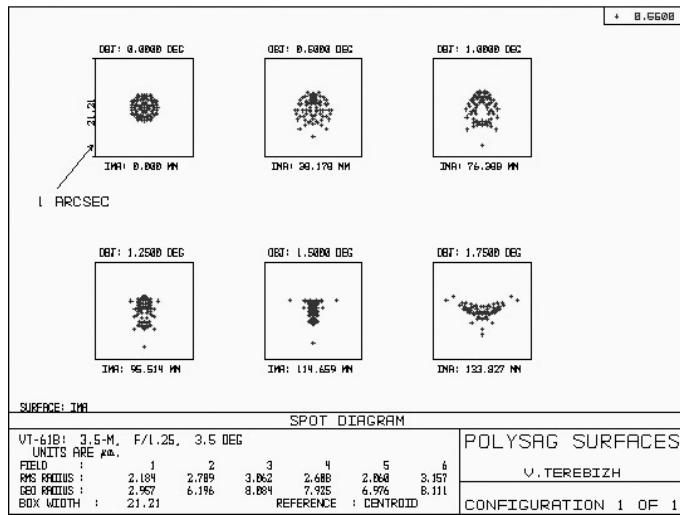 + 0.5500
OBJ: 0.0000 DEG
OBJ: 0.5000 DEG
OBJ: 1.0000 DEG
21.21
IMA: 0.000 MM
IMA: 38.178 MM
IMA: 76.288 MM
1 ARCSEC
OBJ: 1.2500 DEG
OBJ: 1.5000 DEG
OBJ: 1.7500 DEG
IMA: 95.514 MM
IMA: 114.659 MM
IMA: 133.827 MM
SURFACE: IMA
SPOT DIAGRAM
VT-61B: 3.5-M, F/1.25, 3.5 DEG
UNITS ARE µm.
FIELD : 1 2 3 4 5 6
RMS RADIUS : 2.184 2.789 3.062 2.688 2.060 3.157
GEO RADIUS : 2.957 6.196 8.084 7.925 6.976 8.111
BOX WIDTH : 21.21 REFERENCE : CENTROID
POLYSAG SURFACES
V.TEREBIZH
CONFIGURATION 1 OF 1